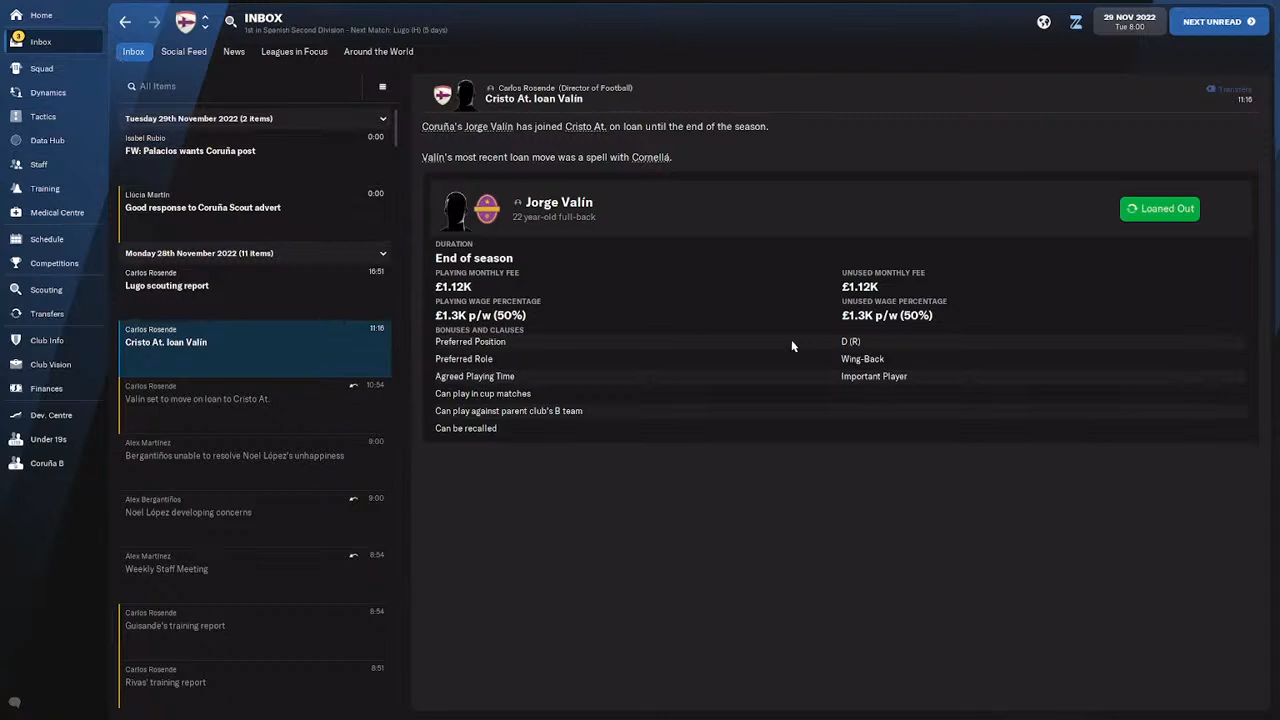 Home
3
Inbox
Squad
Dynamics
Tactics
Data Hub
Staff
Training
Medical Centre
Schedule
Competitions
Scouting
Transfers
Club Info
Club Vision
Finances
Dev. Centre
Under 19s
Coruña B
INBOX
1st in Spanish Second Division - Next Match: Lugo (H) (5 days)
29 NOV 2022
Tue 8:00
NEXT UNREAD
Inbox
Social Feed
News
Leagues in Focus
Around the World
All Items
Tuesday 29th November 2022 (2 items)
Isabel Rubio 0:00
FW: Palacios wants Coruña post
Llúcia Martín 0:00
Good response to Coruña Scout advert
Monday 28th November 2022 (11 items)
Carlos Rosende 16:51
Lugo scouting report
Carlos Rosende 11:16
Cristo At. loan Valín
Carlos Rosende 10:54
Valín set to move on loan to Cristo At.
Alex Martínez 9:00
Bergantiños unable to resolve Noel López's unhappiness
Alex Bergantiños 9:00
Noel López developing concerns
Álex Martínez 8:54
Weekly Staff Meeting
Carlos Rosende 8:54
Guisande's training report
Carlos Rosende 8:51
Rivas' training report
Carlos Rosende (Director of Football)
Cristo At. loan Valín
Transfers
11:16
Coruña's Jorge Valín has joined Cristo At. on loan until the end of the season.
Valín's most recent loan move was a spell with Cornellá.
Jorge Valín
22 year-old full-back
Loaned Out
DURATION
End of season
PLAYING MONTHLY FEE UNUSED MONTHLY FEE
£1.12K £1.12K
PLAYING WAGE PERCENTAGE UNUSED WAGE PERCENTAGE
£1.3K p/w (50%) £1.3K p/w (50%)
BONUSES AND CLAUSES
Preferred Position D (R)
Preferred Role Wing-Back
Agreed Playing Time Important Player
Can play in cup matches
Can play against parent club's B team
Can be recalled